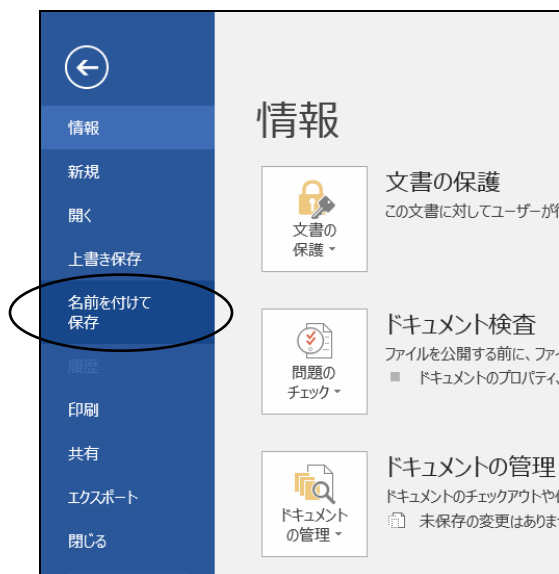 情報
新規
開く
上書き保存
名前を付けて
保存
履歴
印刷
共有
エクスポート
閉じる
情報
文書の
保護
文書の保護
この文書に対してユーザーが
問題の
チェック
ドキュメント検査
ファイルを公開する前に、ファ
ドキュメントのプロパティ、
ドキュメント
の管理
ドキュメントの管理
ドキュメントのチェックアウトや
未保存の変更はありま